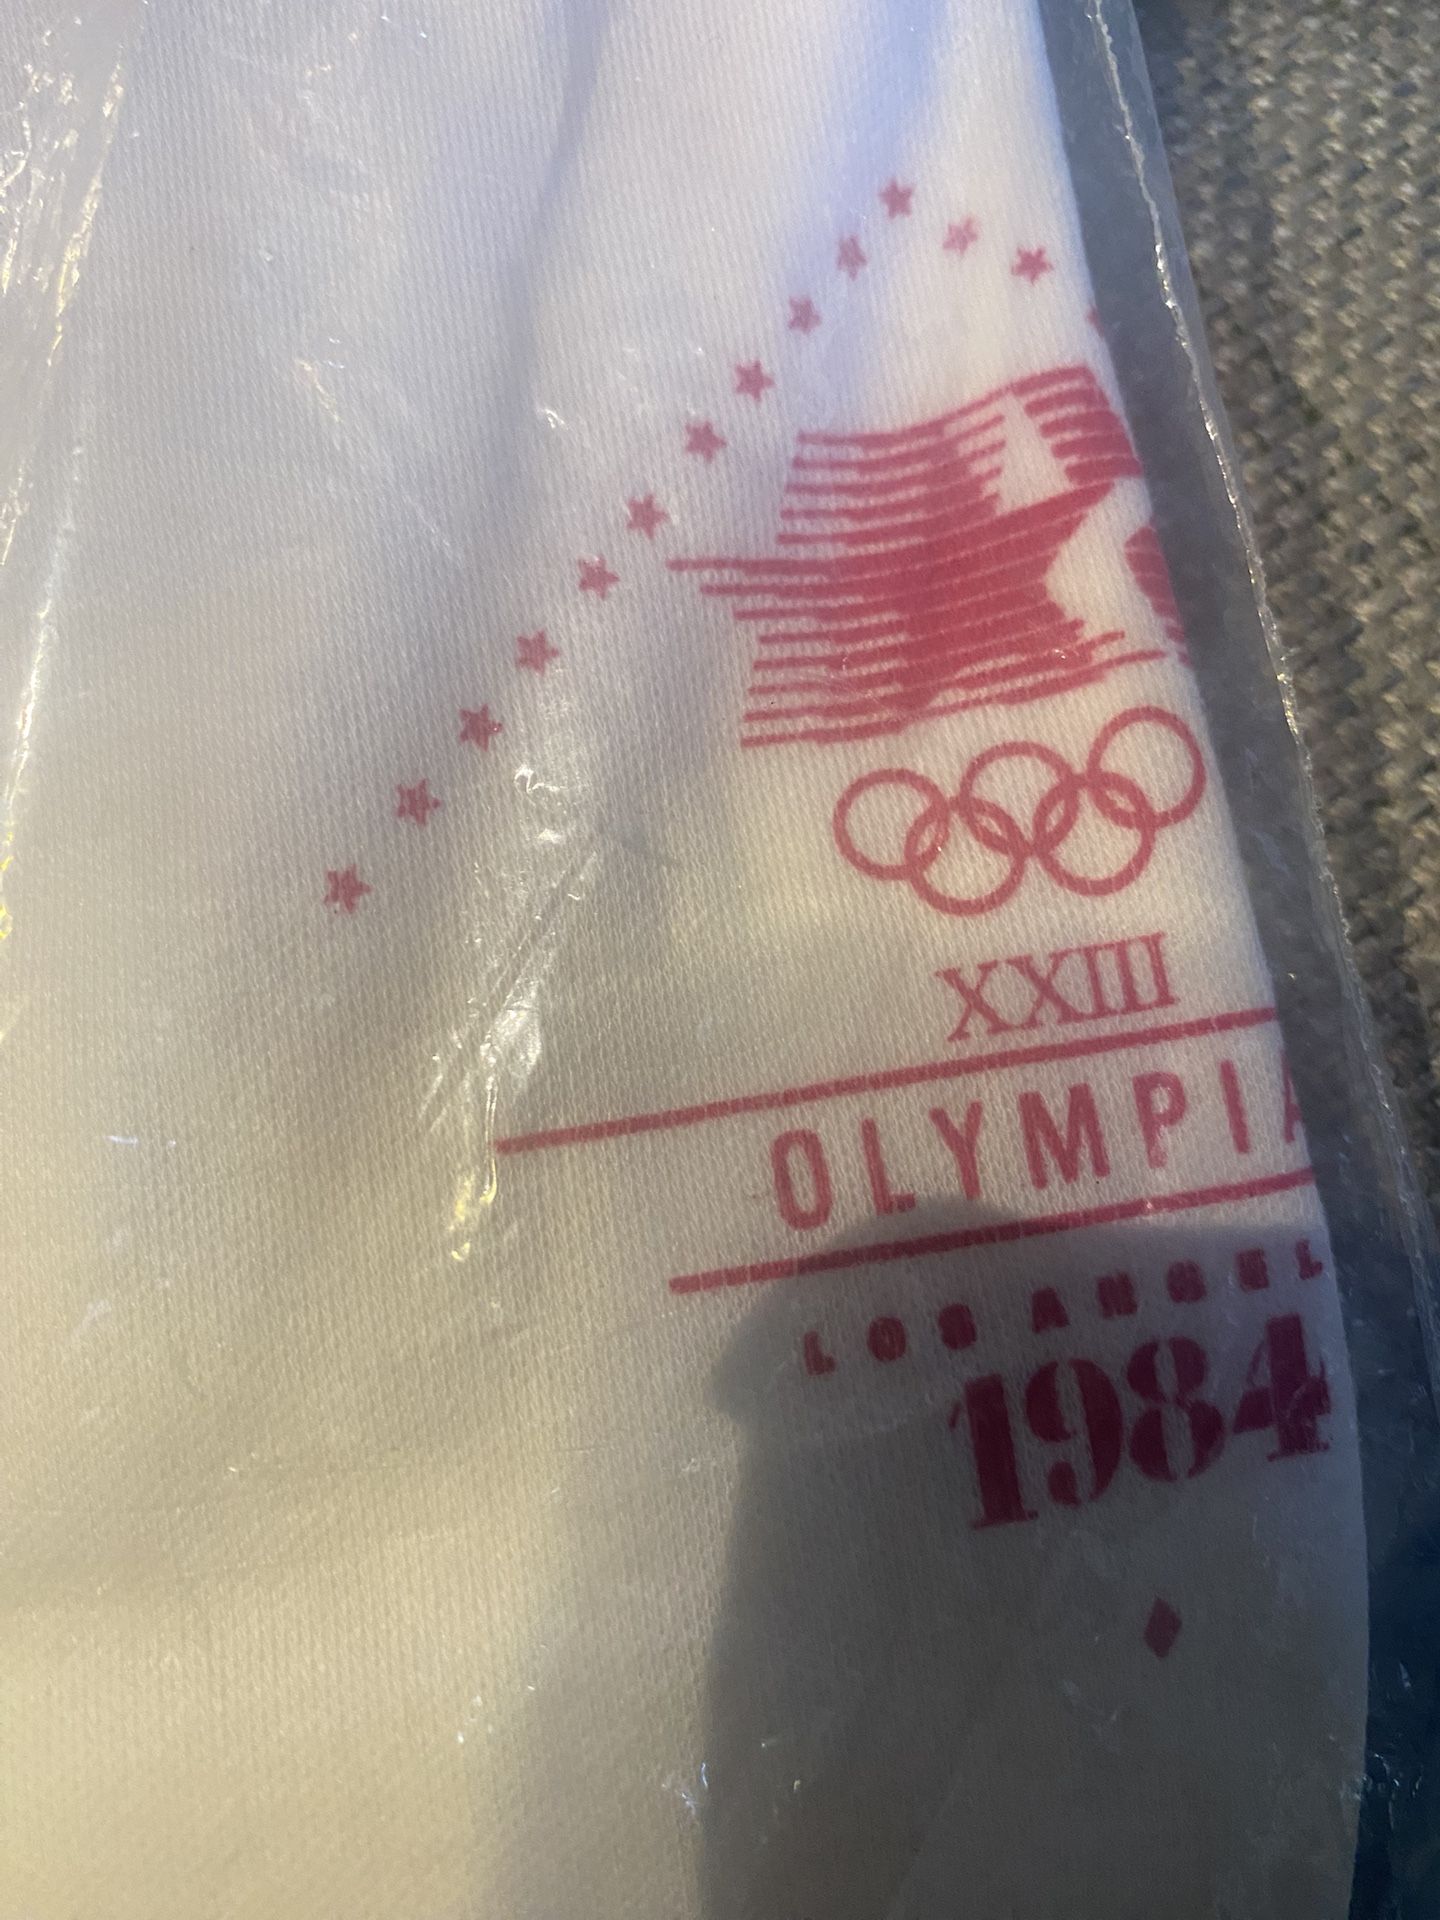 XXIII
OLYMPIA
LOS ANGEL
1984